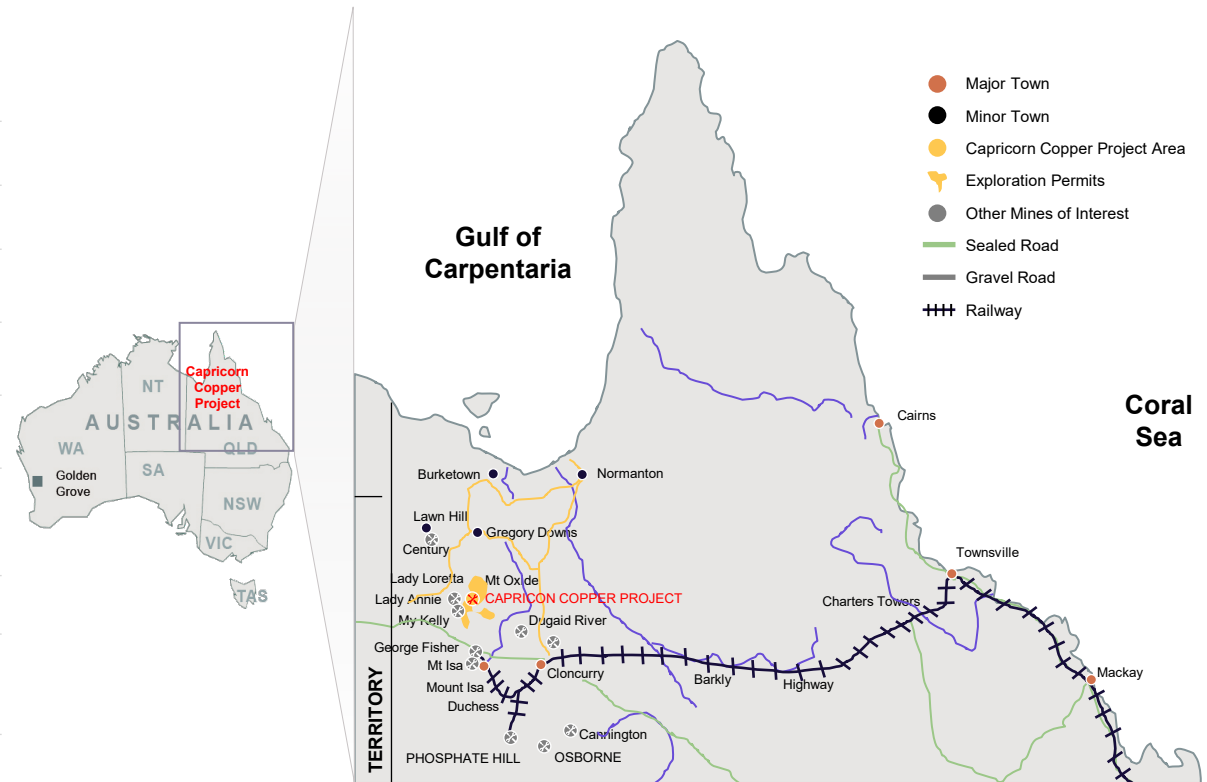 Major Town
Minor Town
Capricorn Copper Project Area
Exploration Permits
Other Mines of Interest
Sealed Road
Gravel Road
Railway
Gulf of
Carpentaria
Coral
Sea
Capricorn
Copper
Project
NT
AUSTRALIA
WA
QLD
SA
Golden
Grove
NSW
VIC
TAS
Cairns
Burketown
Normanton
Lawn Hill
Gregory Downs
Century
Townsville
Lady Loretta
Mt Oxide
Lady Annie
CAPRICON COPPER PROJECT
Charters Towers
My Kelly
Dugaid River
George Fisher
Mt Isa
Cloncurry
Barkly
Highway
Mackay
Mount Isa
Duchess
Cannington
PHOSPHATE HILL
OSBORNE
TERRITORY